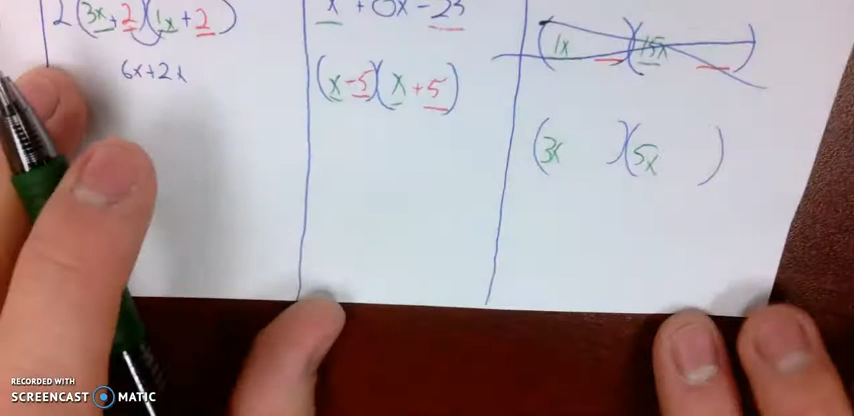 2(3x+2)(1x+2)
6x+2x
x² + 0x - 25
(x-5)(x+5)
(1x )(15x )
(3x )(5x )
RECORDED WITH
SCREENCAST MATIC